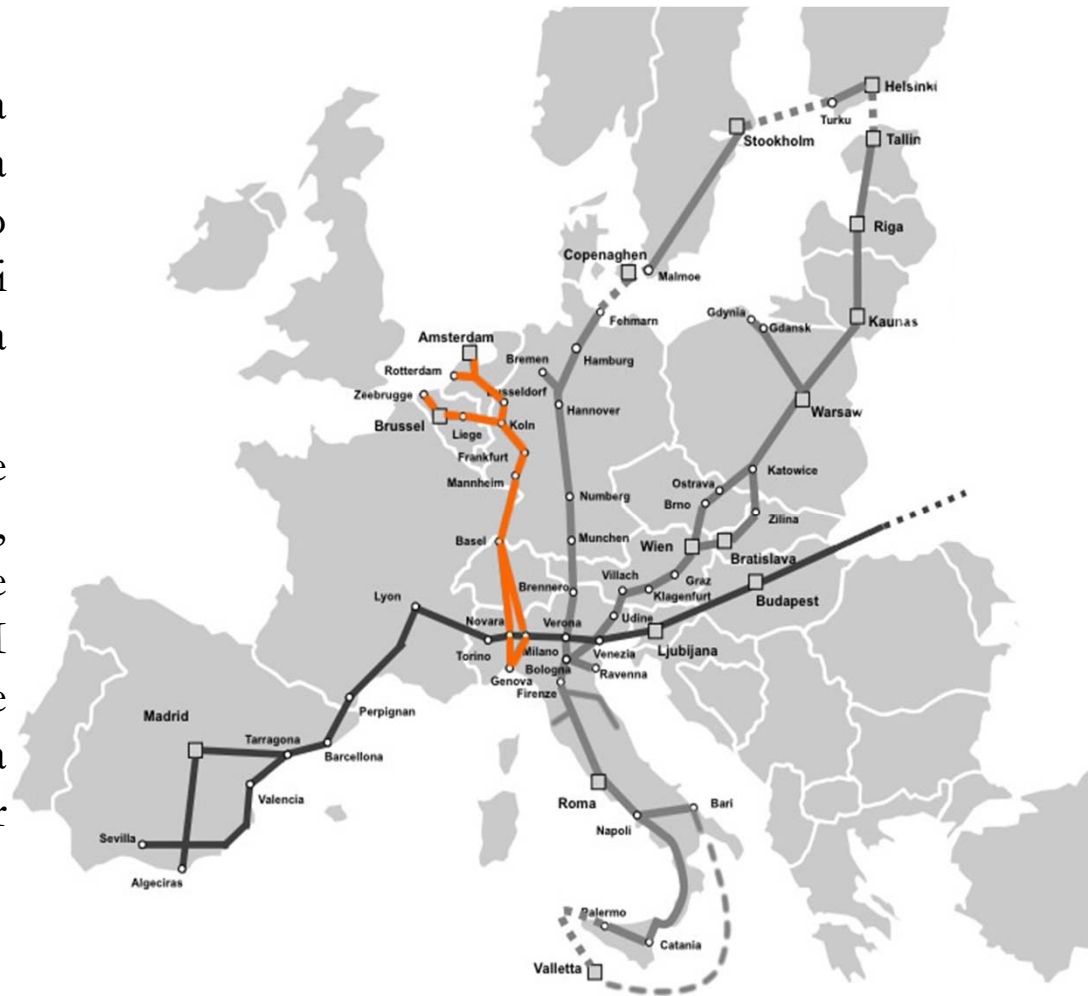 a
a
o
i
a
e
,
e
I
e
a
r
Helsinki
Turku
Stookholm
Tallin
Riga
Copenaghen
Malmoe
Kaunas
Gdynia
Gdansk
Fehmarn
Amsterdam
Bremen
Hamburg
Rotterdam
Zeebrugge
Hannover
Warsaw
Brussel
Liege
Koln
Frankfurt
Katowice
Mannheim
Ostrava
Numberg
Brno
Zilina
Basel
Munchen
Wien
Bratislava
Villach
Graz
Brennero
Klagenfurt
Budapest
Lyon
Novara
Verona
Udine
Torino
Milano
Venezia
Ljubijana
Bologna
Ravenna
Genova
Firenze
Perpignan
Madrid
Tarragona
Barcellona
Valencia
Roma
Bari
Napoli
Sevilla
Algeciras
Palermo
Catania
Valletta